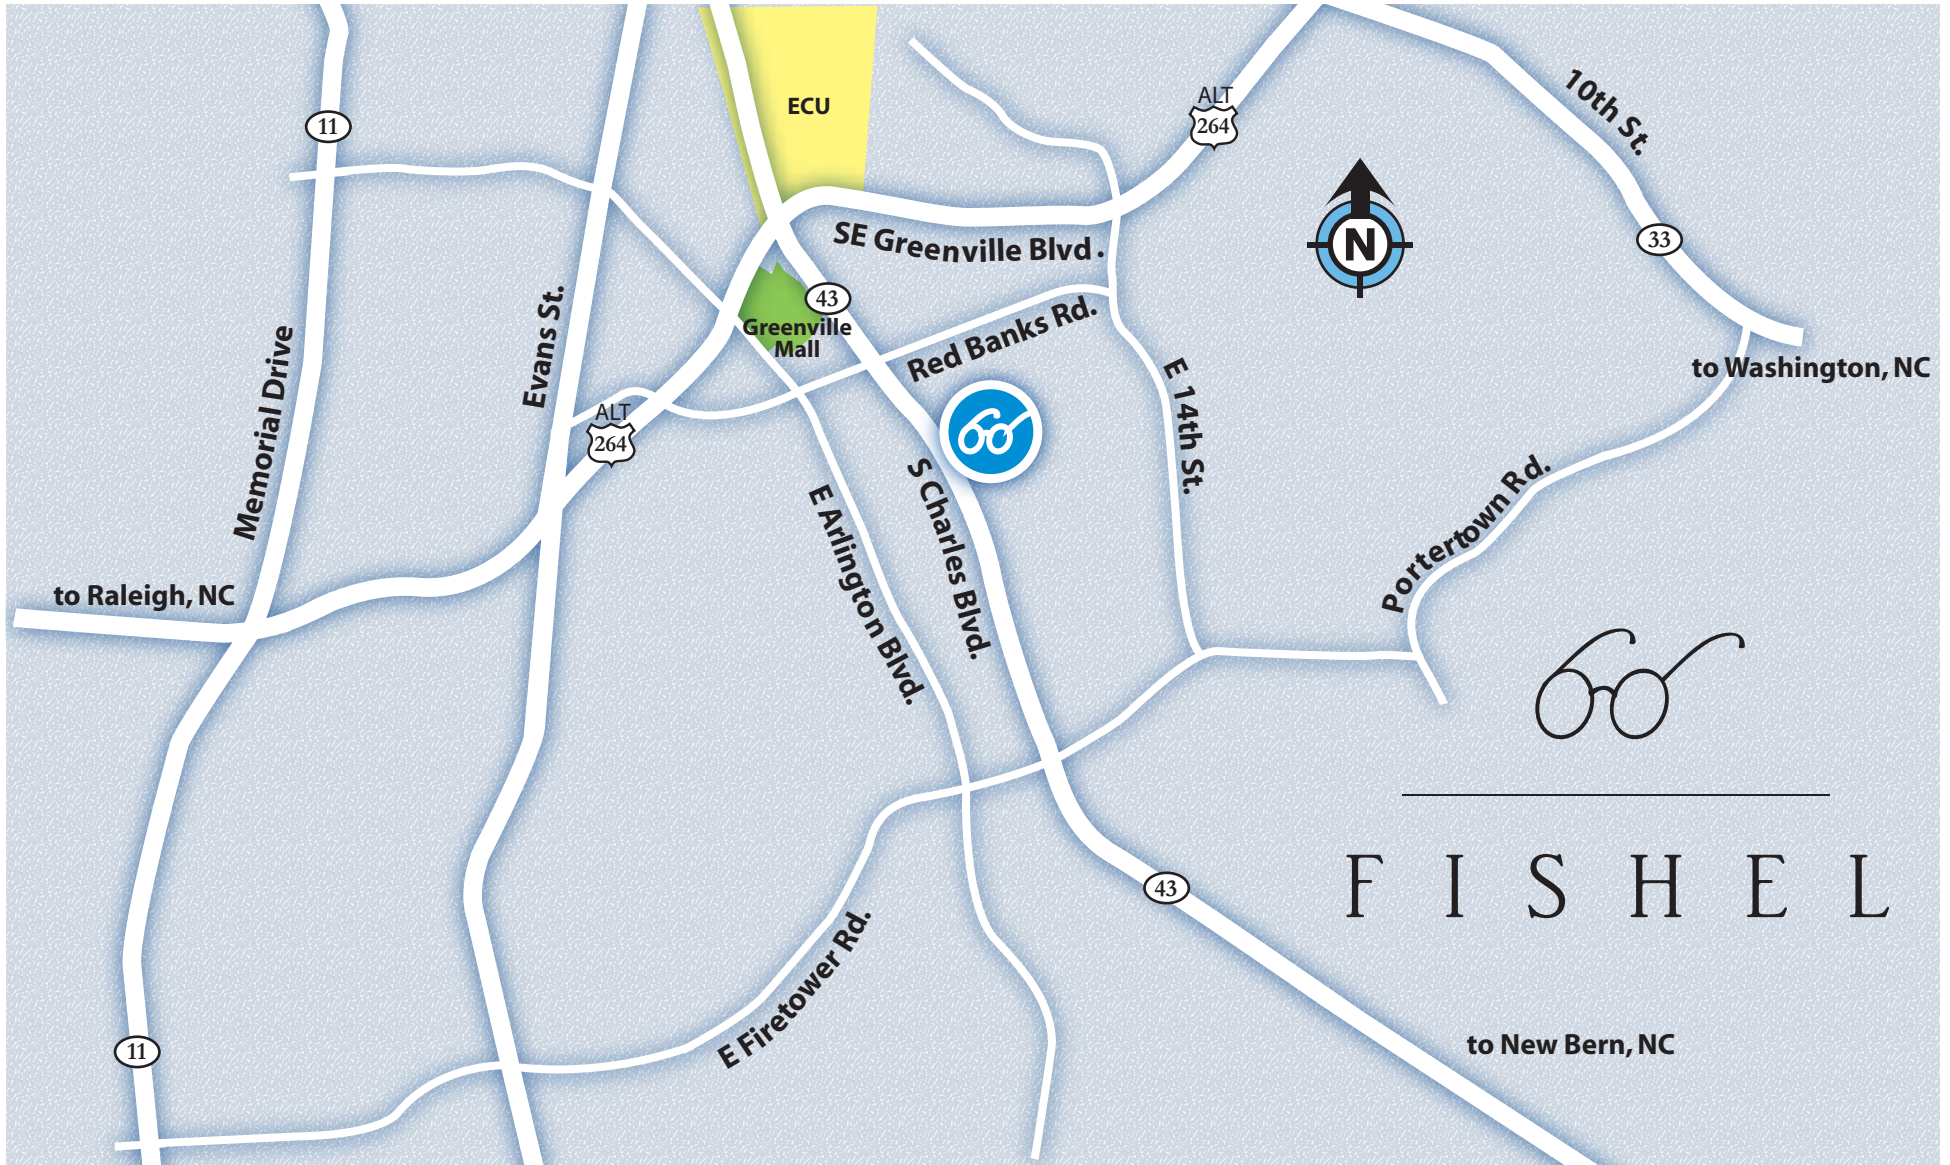 ECU
ALT
264
10th St.
11
33
SE Greenville Blvd.
N
43
Greenville
Mall
Red Banks Rd.
to Washington, NC
Evans St.
Memorial Drive
E 14th St.
ALT
264
S Charles Blvd.
E Arlington Blvd.
Portertown Rd.
to Raleigh, NC
FISHEL
43
E Firetower Rd.
11
to New Bern, NC